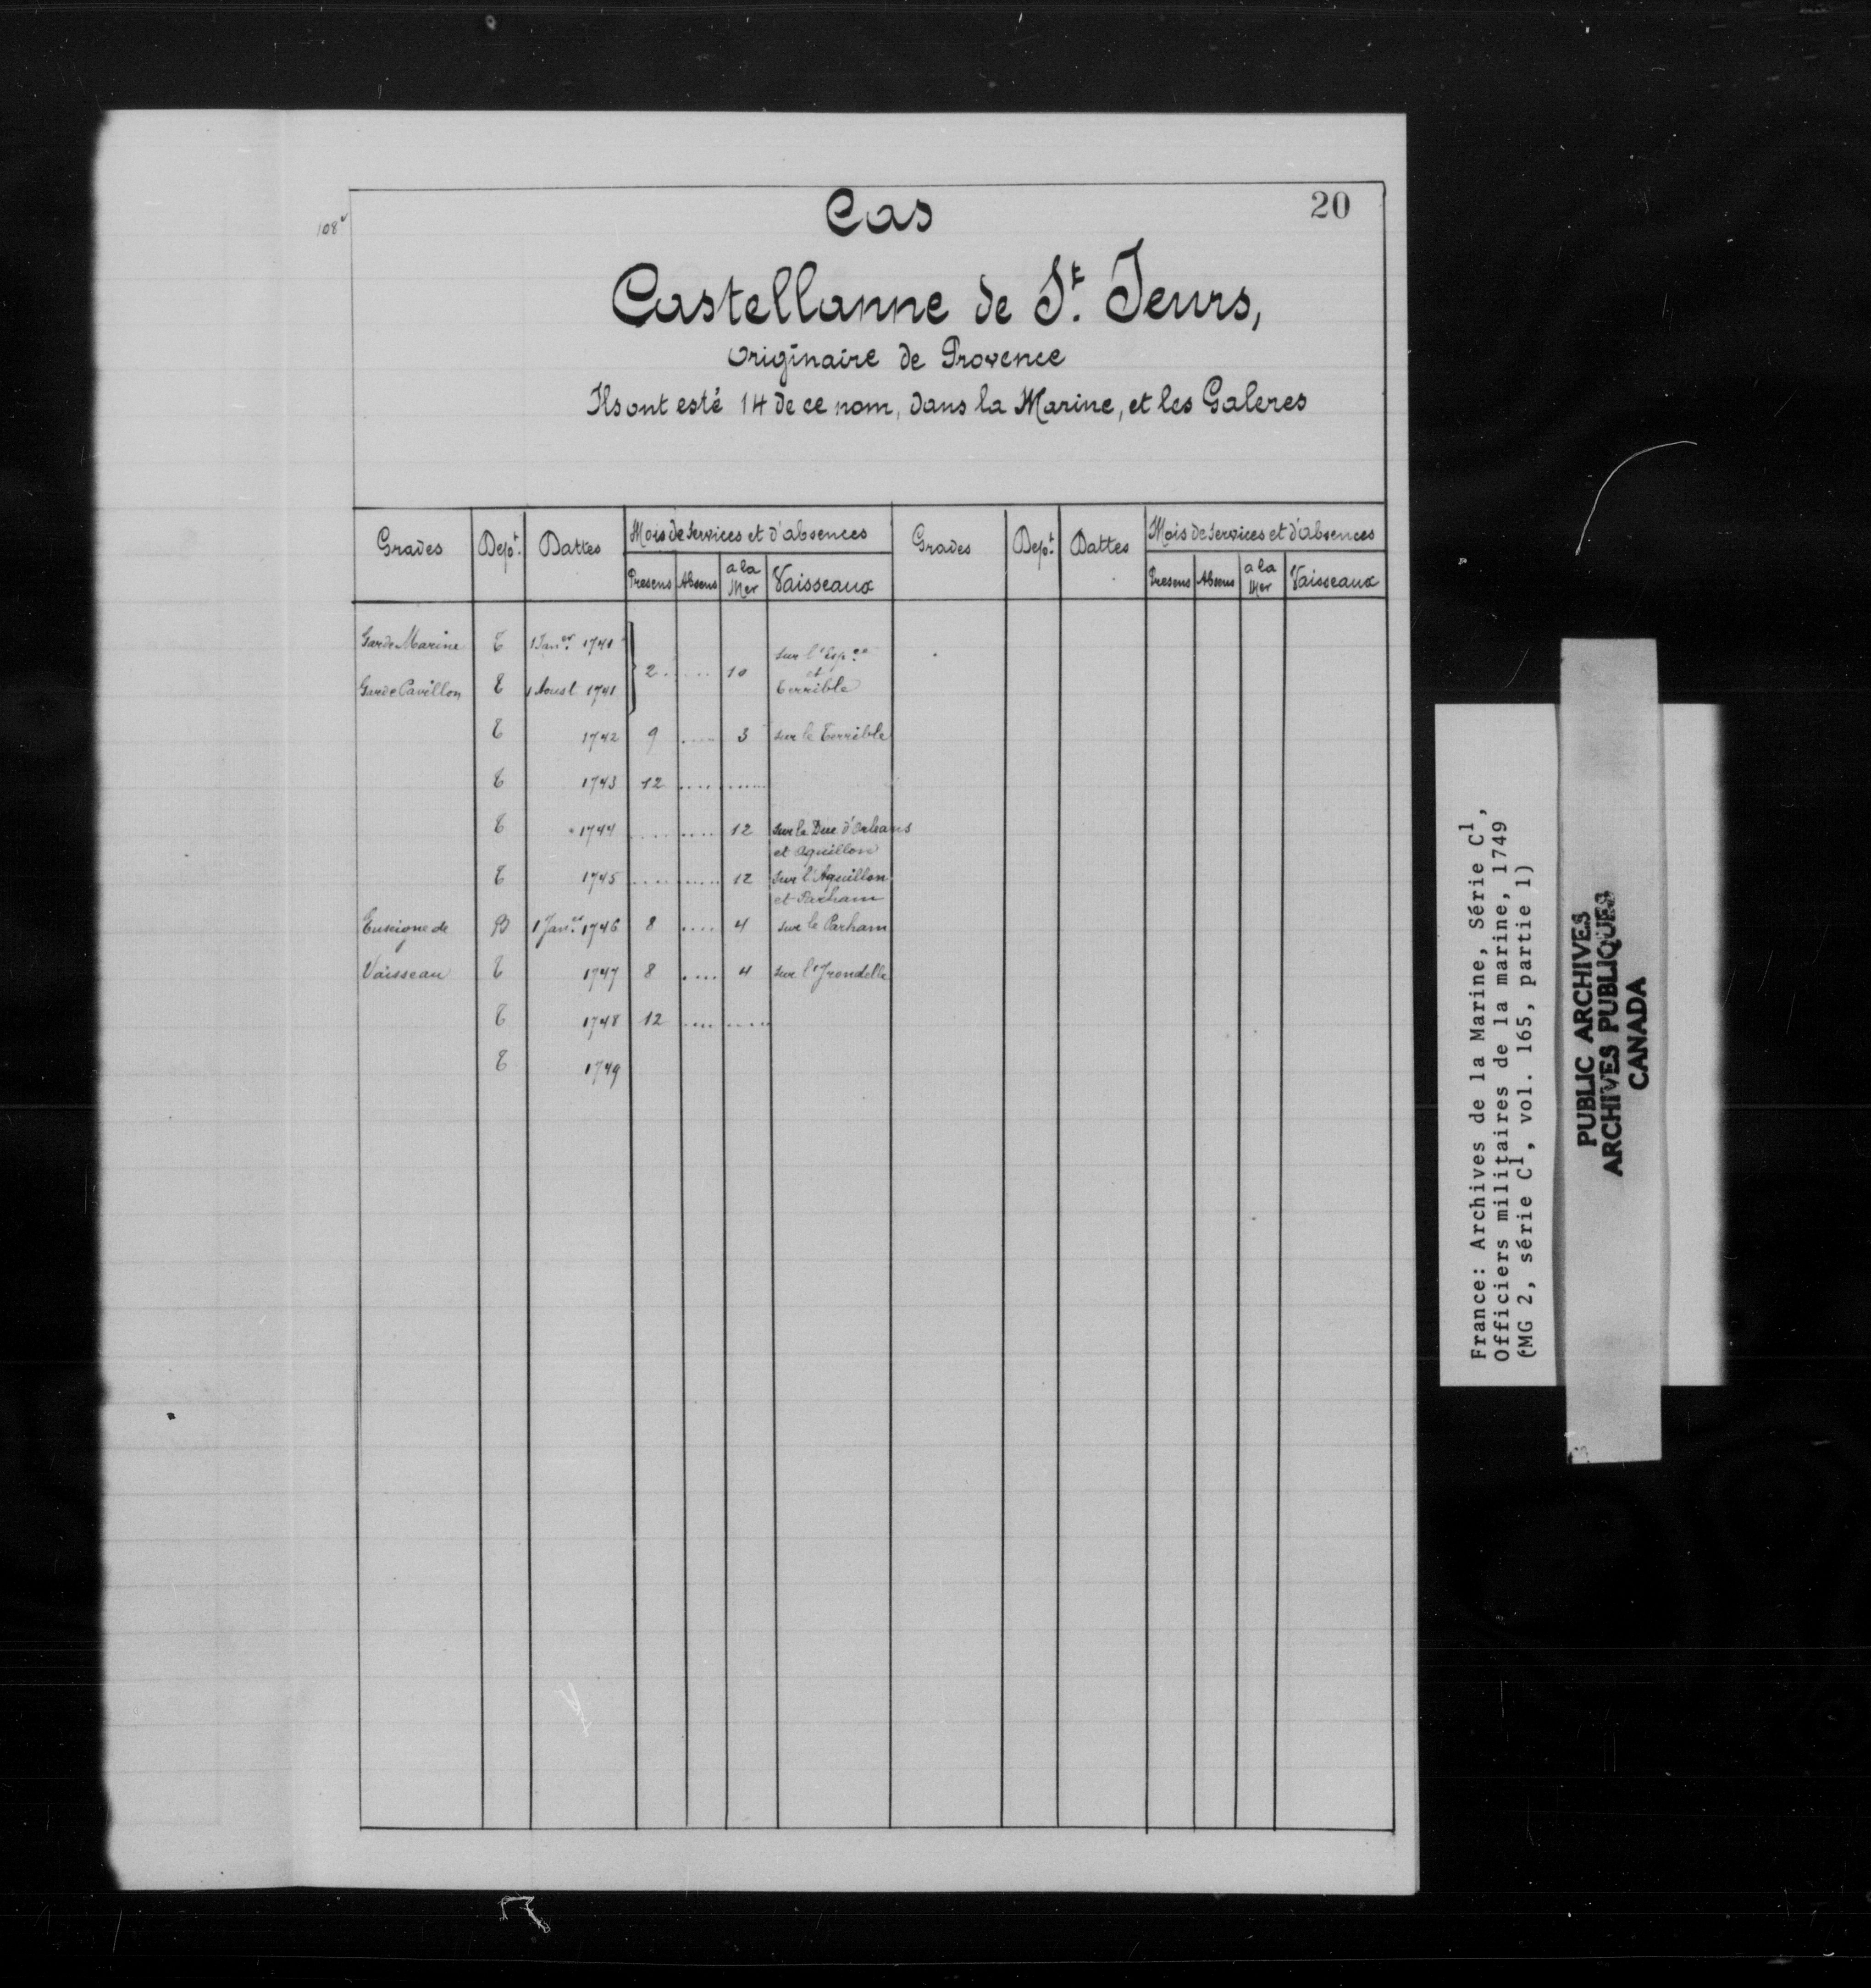 108v
20
Cas
Castellanne de St. Jeurs,
originaire de Provence
Ils ont esté 14 de ce nom, dans la Marine, et les Galeres
Grades Depot. Dattes Mois de Services et d'absences Grades Depot. Dattes Mois de Services et d'absences
Presens Absens a la Mer Vaisseaux Presens Absens a la Mer Vaisseaux
Garde Marine T 1 Janer. 1741 sur l'Espce
2 ..... 10 et
Garde Pavillon T 1 Aoust 1741 Terrible
T 1742 9 ..... 3 sur le Terrible
T 1743 12 .... ......
T 1744 .... .... 12 sur le Duc d'Orleans
et Aquillon
T 1745 .... ..... 12 sur l'Aquillon
et Parham
Enseigne de B 1 Janer. 1746 8 .... 4 sur le Parham
Vaisseau T 1747 8 .... 4 sur l'Irondelle
T 1748 12 .... .....
T 1749
France: Archives de la Marine, Série C1,
Officiers militaires de la marine, 1749
(MG 2, série C1, vol. 165, partie 1)
PUBLIC ARCHIVES
ARCHIVES PUBLIQUES
CANADA